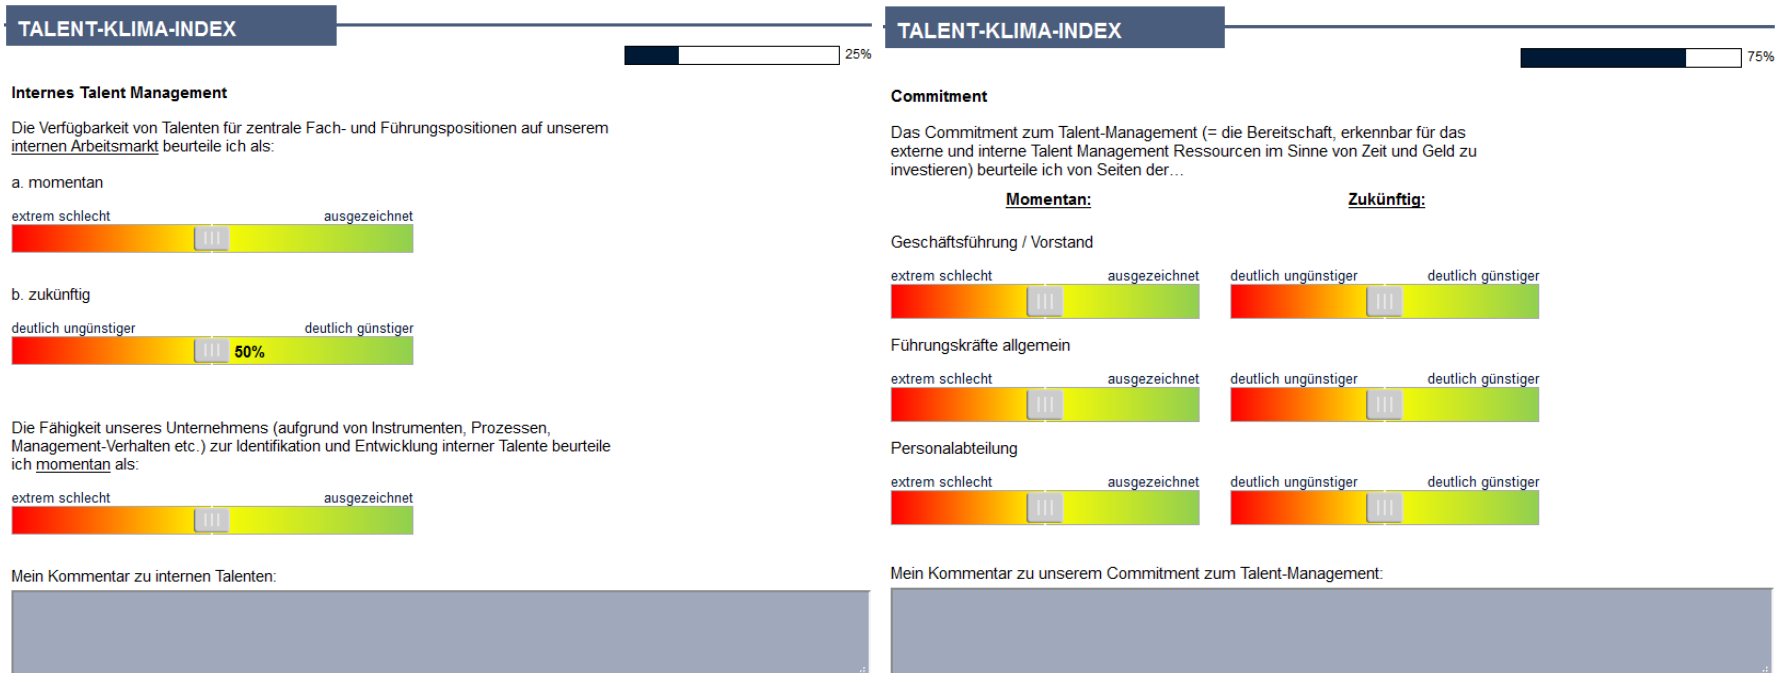 TALENT-KLIMA-INDEX
25%
Internes Talent Management
Die Verfügbarkeit von Talenten für zentrale Fach- und Führungspositionen auf unserem
internen Arbeitsmarkt beurteile ich als:
a. momentan
extrem schlecht ausgezeichnet
b. zukünftig
deutlich ungünstiger deutlich günstiger
50%
Die Fähigkeit unseres Unternehmens (aufgrund von Instrumenten, Prozessen,
Management-Verhalten etc.) zur Identifikation und Entwicklung interner Talente beurteile
ich momentan als:
extrem schlecht ausgezeichnet
Mein Kommentar zu internen Talenten:
TALENT-KLIMA-INDEX
75%
Commitment
Das Commitment zum Talent-Management (= die Bereitschaft, erkennbar für das
externe und interne Talent Management Ressourcen im Sinne von Zeit und Geld zu
investieren) beurteile ich von Seiten der…
Momentan: Zukünftig:
Geschäftsführung / Vorstand
extrem schlecht ausgezeichnet deutlich ungünstiger deutlich günstiger
Führungskräfte allgemein
extrem schlecht ausgezeichnet deutlich ungünstiger deutlich günstiger
Personalabteilung
extrem schlecht ausgezeichnet deutlich ungünstiger deutlich günstiger
Mein Kommentar zu unserem Commitment zum Talent-Management: